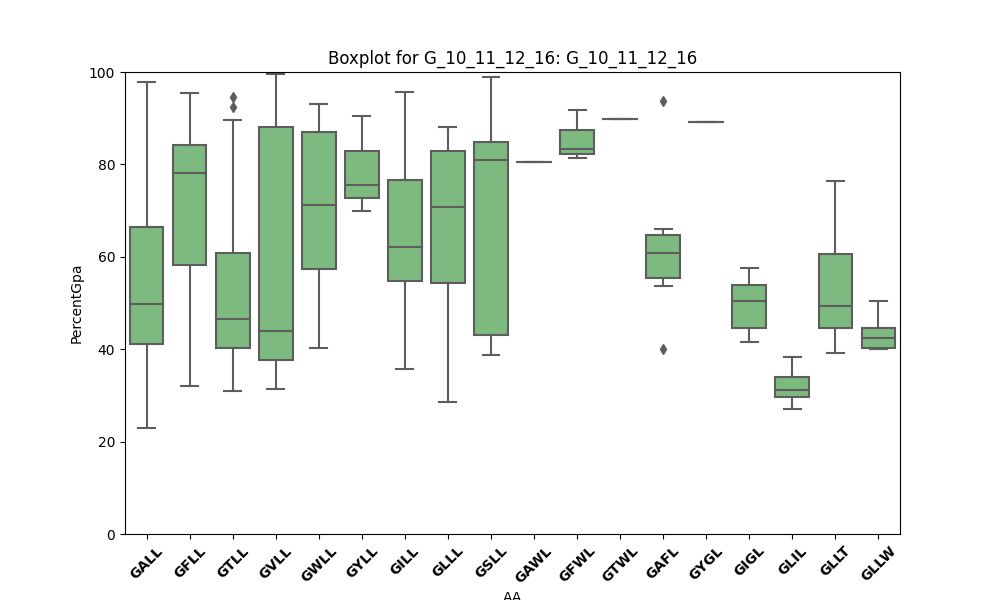 Boxplot for G_10_11_12_16: G_10_11_12_16
100
80
60
40
20
0
PercentGpa
GALL GFLL GTLL GVLL GWLL GYLL GILL GLLL GSLL GAWL GFWL GTWL GAFL GYGL GIGL GLIL GLLT GLLW
AA